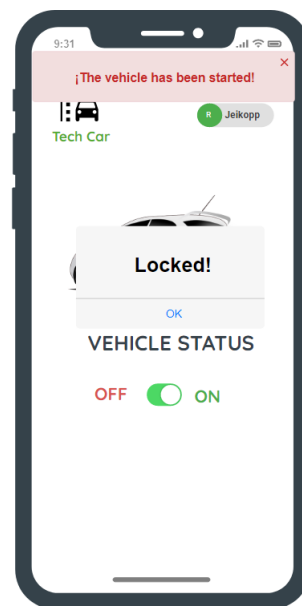 9:31
¡The vehicle has been started!
×
Tech Car
R
Jeikopp
Locked!
OK
VEHICLE STATUS
OFF
ON